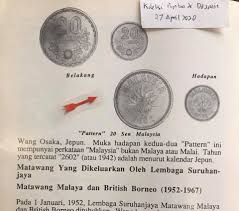 27 April 2020
20
20
Belakang
Hadapan
"Pattern" 20 Sen Malaysia
Wang Osaka, Jepun. Muka hadapan kedua-dua "Pattern" ini
mempunyai perkataan "Malaysia" bukan Malaya atau Malai. Tahun
yang tercatat "2602" (atau 1942) adalah menurut kalendar Jepun.
Matawang Yang Dikeluarkan Oleh Lembaga Suruhan-
jaya
Matawang Malaya dan British Borneo (1952-1967)
Pada 1 Januari, 1952, Lembaga Suruhanjaya Matawang